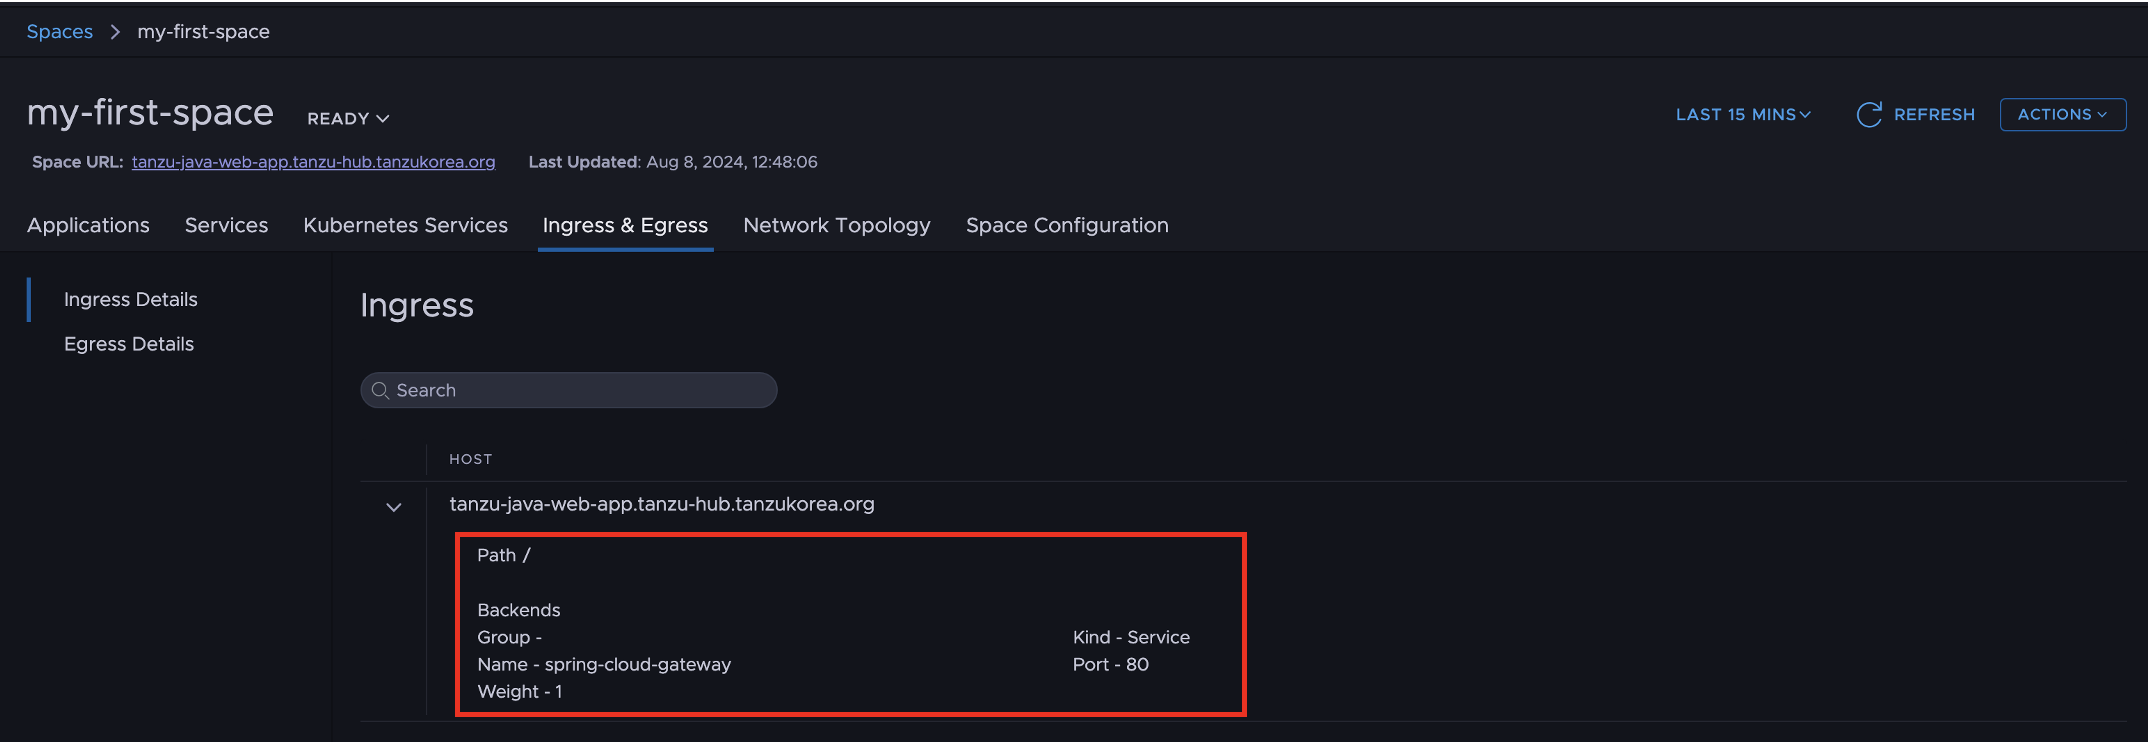 Spaces > my-first-space
my-first-space READY
LAST 15 MINS REFRESH ACTIONS
Space URL: tanzu-java-web-app.tanzu-hub.tanzukorea.org Last Updated: Aug 8, 2024, 12:48:06
Applications Services Kubernetes Services Ingress & Egress Network Topology Space Configuration
Ingress Details
Egress Details
Ingress
Search
HOST
tanzu-java-web-app.tanzu-hub.tanzukorea.org
Path /
Backends
Group - Kind - Service
Name - spring-cloud-gateway Port - 80
Weight - 1